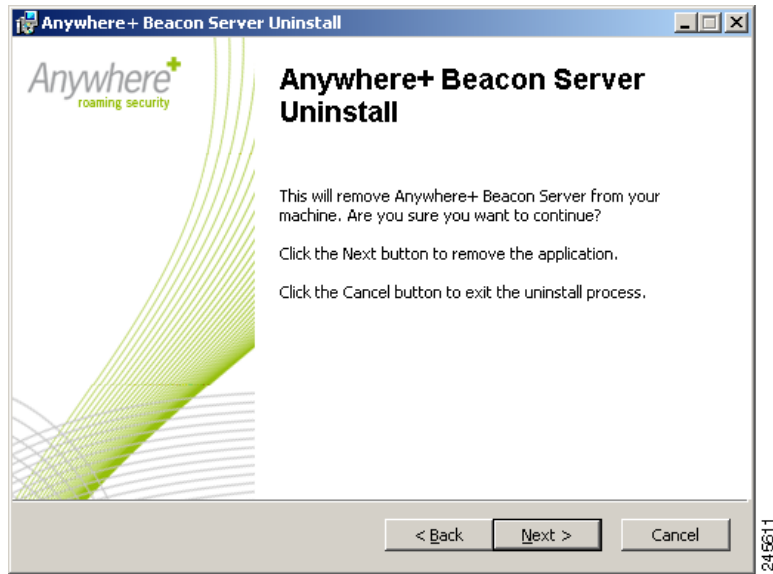 Anywhere+ Beacon Server Uninstall
Anywhere+
roaming security
Anywhere+ Beacon Server
Uninstall
This will remove Anywhere+ Beacon Server from your
machine. Are you sure you want to continue?
Click the Next button to remove the application.
Click the Cancel button to exit the uninstall process.
< Back
Next >
Cancel
245611